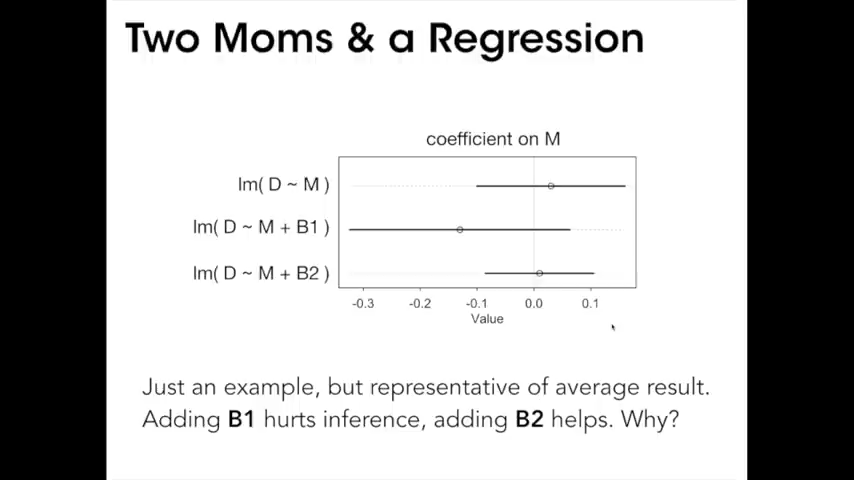 Two Moms & a Regression
coefficient on M
lm( D ~ M )
lm( D ~ M + B1 )
lm( D ~ M + B2 )
-0.3 -0.2 -0.1 0.0 0.1
Value
Just an example, but representative of average result.
Adding B1 hurts inference, adding B2 helps. Why?